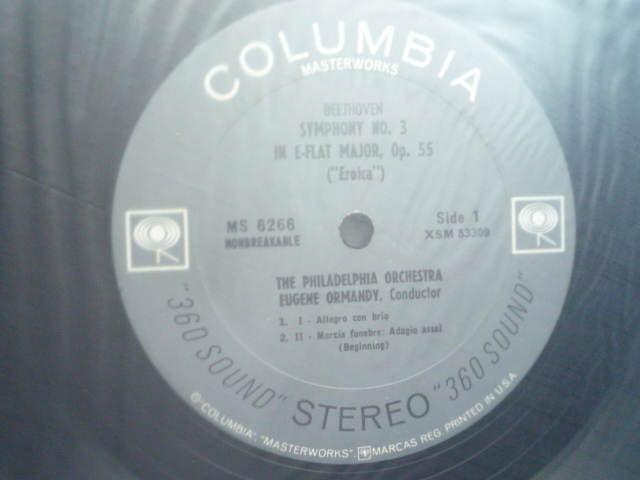 COLUMBIA
MASTERWORKS
BEETHOVEN
SYMPHONY NO. 3
IN E-FLAT MAJOR, Op. 55
("Eroica")
MS 6266
NONBREAKABLE
Side 1
XSM 53309
THE PHILADELPHIA ORCHESTRA
EUGENE ORMANDY, Conductor
1. I - Allegro con brio
2. II - Marcia funebre: Adagio assai
(Beginning)
"360 SOUND" STEREO "360 SOUND"
® "COLUMBIA", "MASTERWORKS", MARCAS REG. PRINTED IN U.S.A.